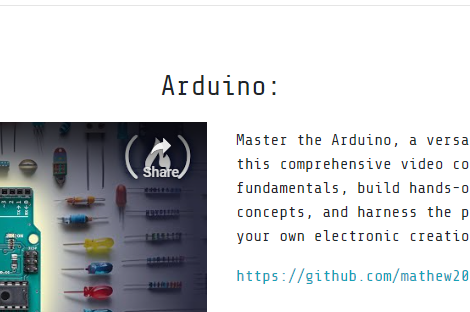 Arduino:
Share
Master the Arduino, a versa
this comprehensive video co
fundamentals, build hands-o
concepts, and harness the p
your own electronic creatio
https://github.com/mathew20